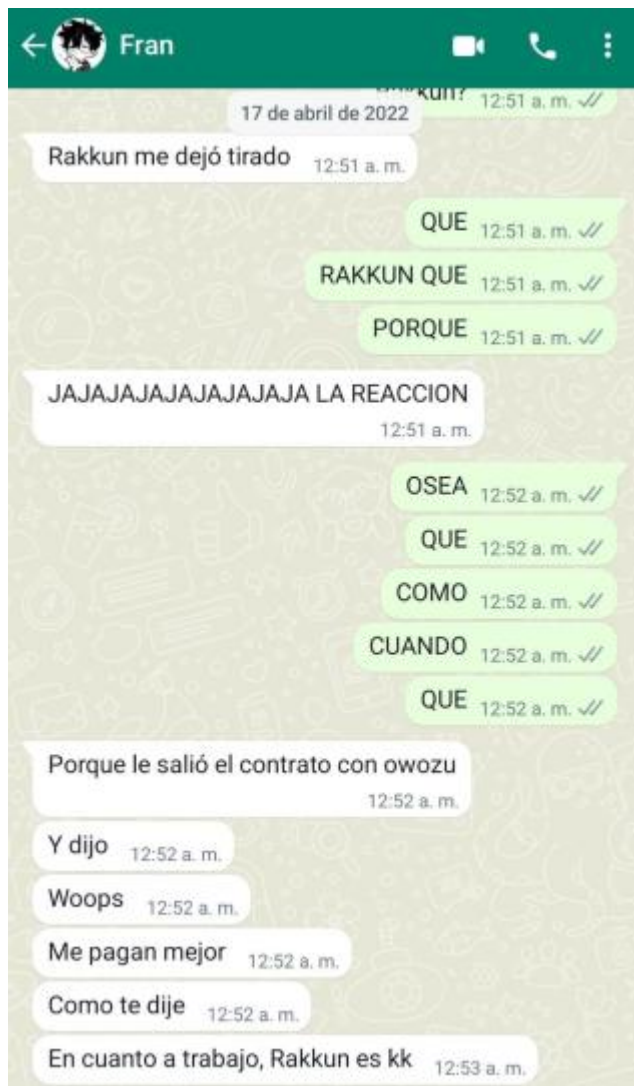 Fran
12:51 a. m.
17 de abril de 2022
Rakkun me dejó tirado 12:51 a. m.
QUE 12:51 a. m.
RAKKUN QUE 12:51 a. m.
PORQUE 12:51 a. m.
JAJAJAJAJAJAJAJAJA LA REACCION
12:51 a. m.
OSEA 12:52 a. m.
QUE 12:52 a. m.
COMO 12:52 a. m.
CUANDO 12:52 a. m.
QUE 12:52 a. m.
Porque le salió el contrato con owozu
12:52 a. m.
Y dijo 12:52 a. m.
Woops 12:52 a. m.
Me pagan mejor 12:52 a. m.
Como te dije 12:52 a. m.
En cuanto a trabajo, Rakkun es kk 12:53 a. m.